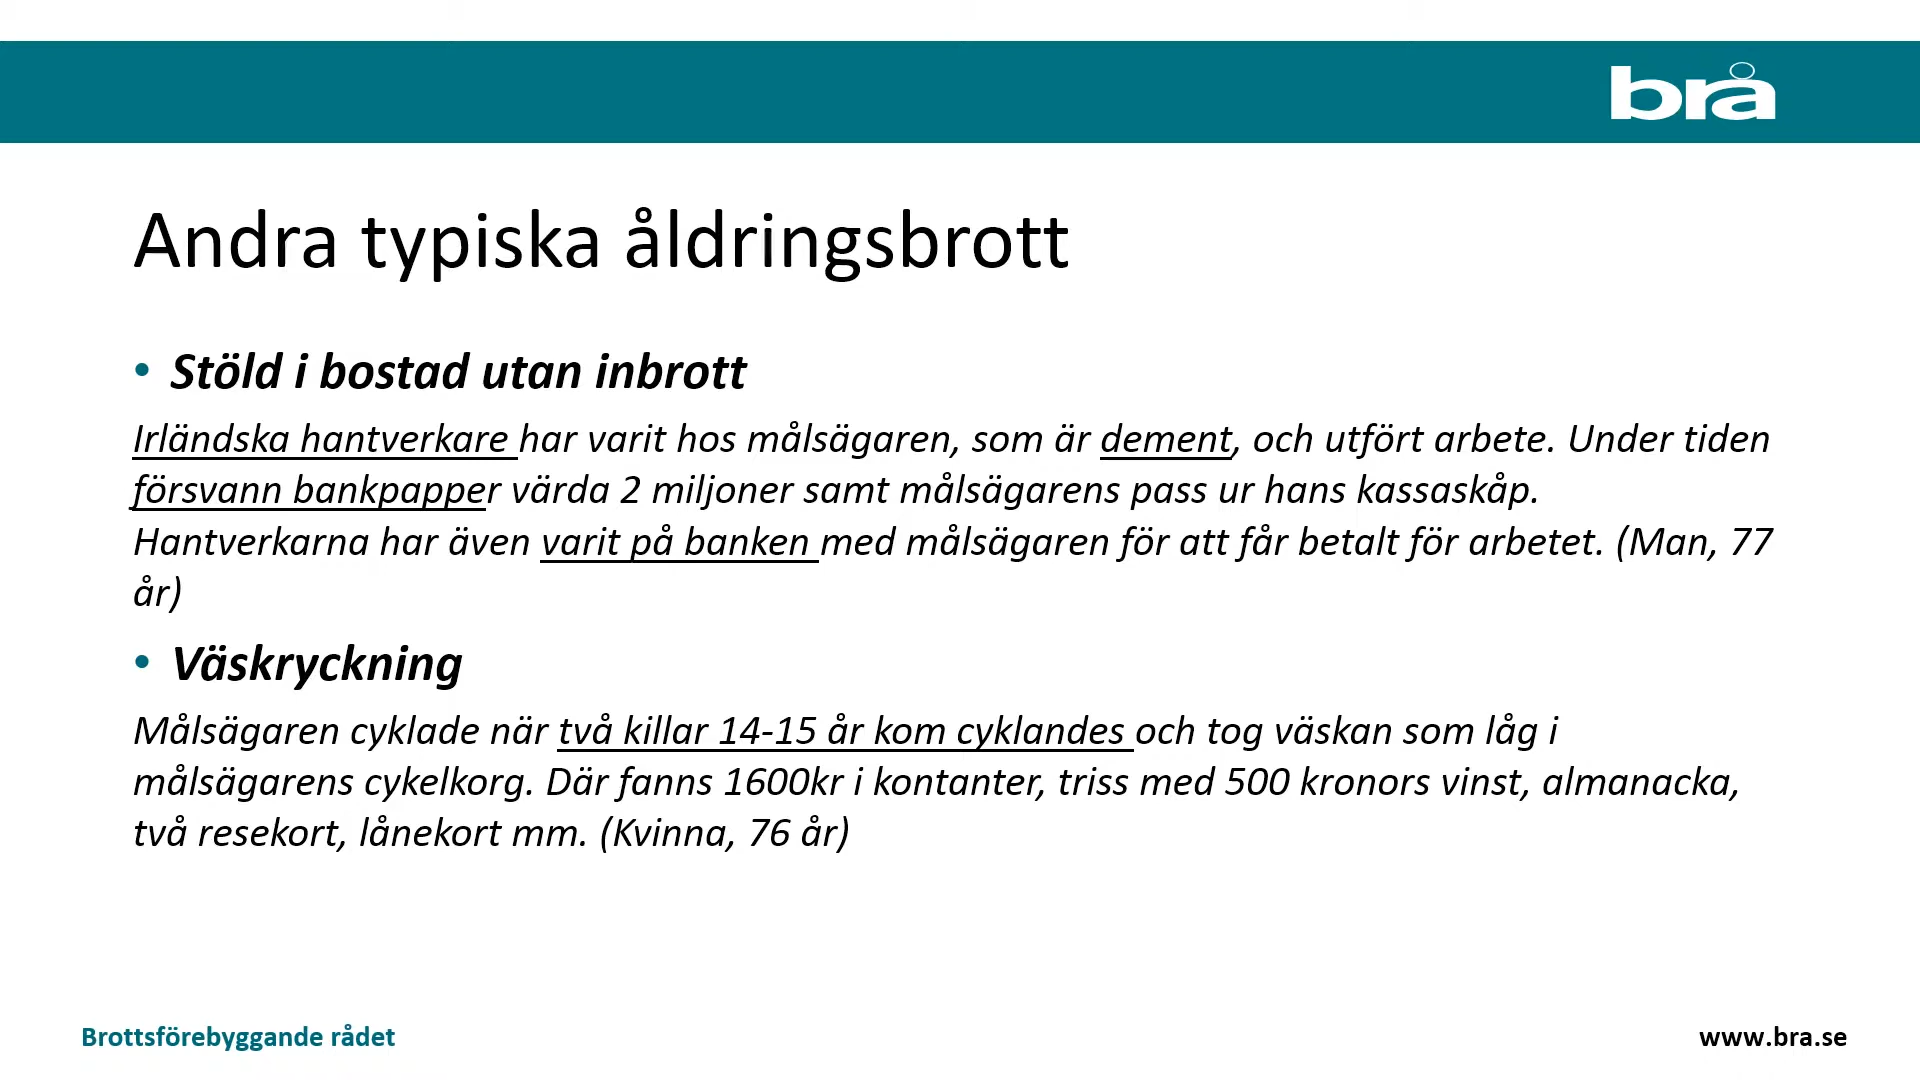 brå
Andra typiska åldringsbrott
• Stöld i bostad utan inbrott
Irländska hantverkare har varit hos målsägaren, som är dement, och utfört arbete. Under tiden
försvann bankpapper värda 2 miljoner samt målsägarens pass ur hans kassaskåp.
Hantverkarna har även varit på banken med målsägaren för att får betalt för arbetet. (Man, 77
år)
• Väskryckning
Målsägaren cyklade när två killar 14-15 år kom cyklandes och tog väskan som låg i
målsägarens cykelkorg. Där fanns 1600kr i kontanter, triss med 500 kronors vinst, almanacka,
två resekort, lånekort mm. (Kvinna, 76 år)
Brottsförebyggande rådet
www.bra.se